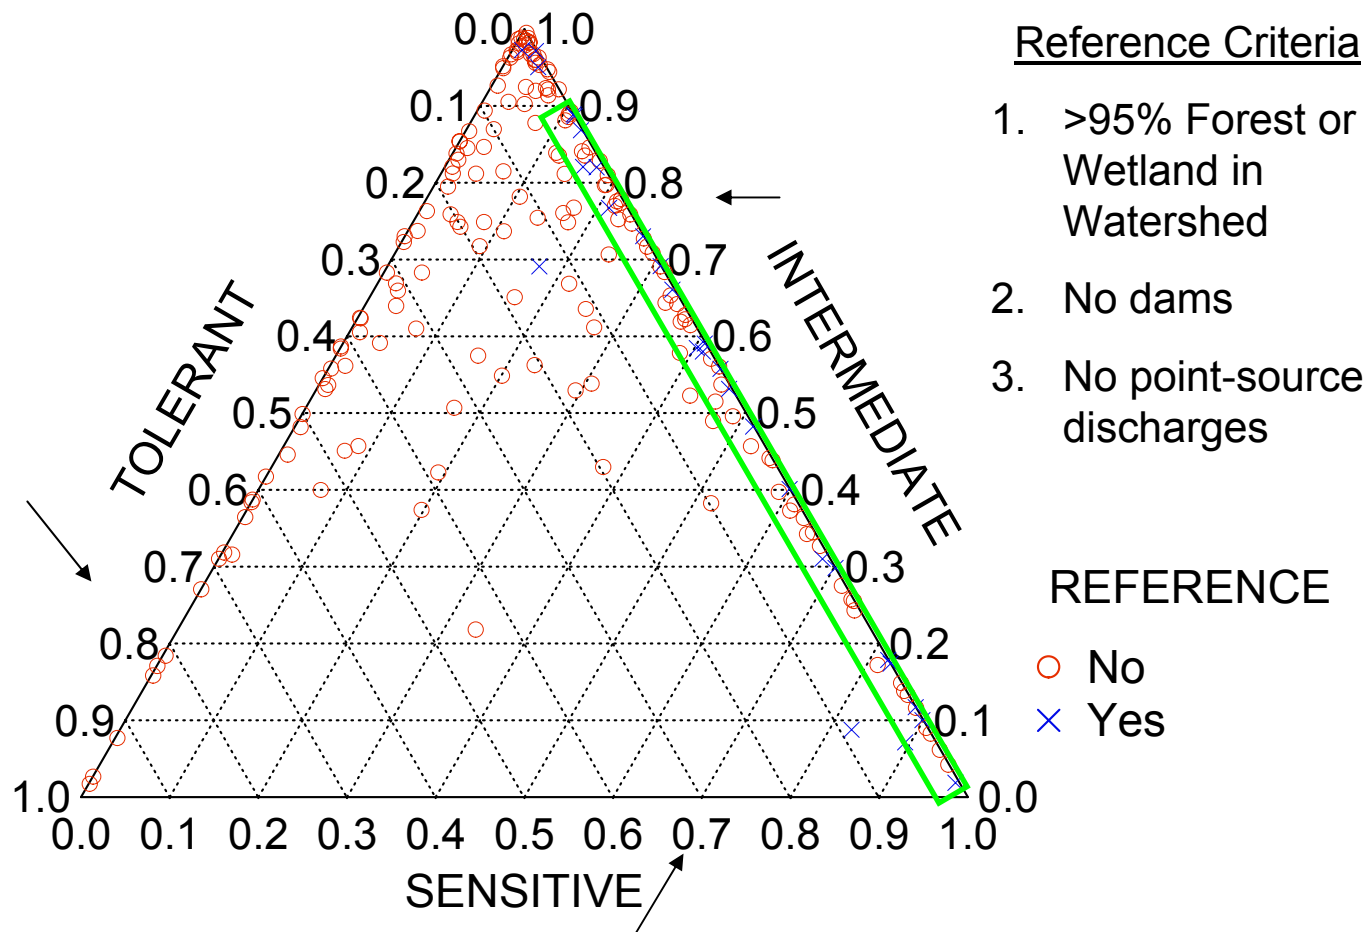 0.0 1.0
Reference Criteria
0.1 0.9
1. >95% Forest or
Wetland in
Watershed
0.2 0.8
0.3 0.7
2. No dams
0.4 0.6
3. No point-source
discharges
0.5 0.5
TOLERANT
INTERMEDIATE
0.6 0.4
0.7 0.3
REFERENCE
0.8 0.2
No
0.9 0.1
Yes
1.0 0.0
0.0 0.1 0.2 0.3 0.4 0.5 0.6 0.7 0.8 0.9 1.0
SENSITIVE